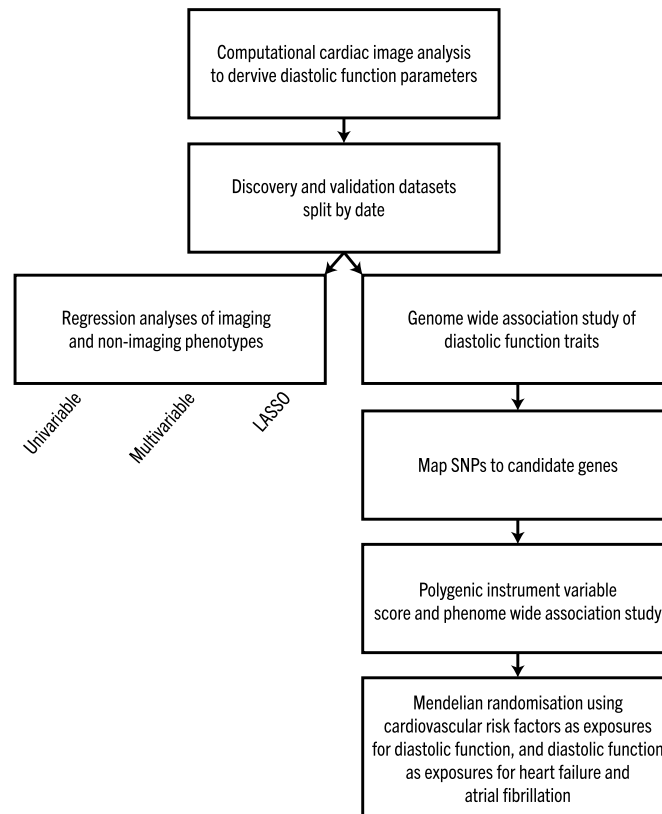 Computational cardiac image analysis
to dervive diastolic function parameters
Discovery and validation datasets
split by date
Regression analyses of imaging
and non-imaging phenotypes
Univariable
Multivariable
LASSO
Genome wide association study of
diastolic function traits
Map SNPs to candidate genes
Polygenic instrument variable
score and phenome wide association study
Mendelian randomisation using
cardiovascular risk factors as exposures
for diastolic function, and diastolic function
as exposures for heart failure and
atrial fibrillation